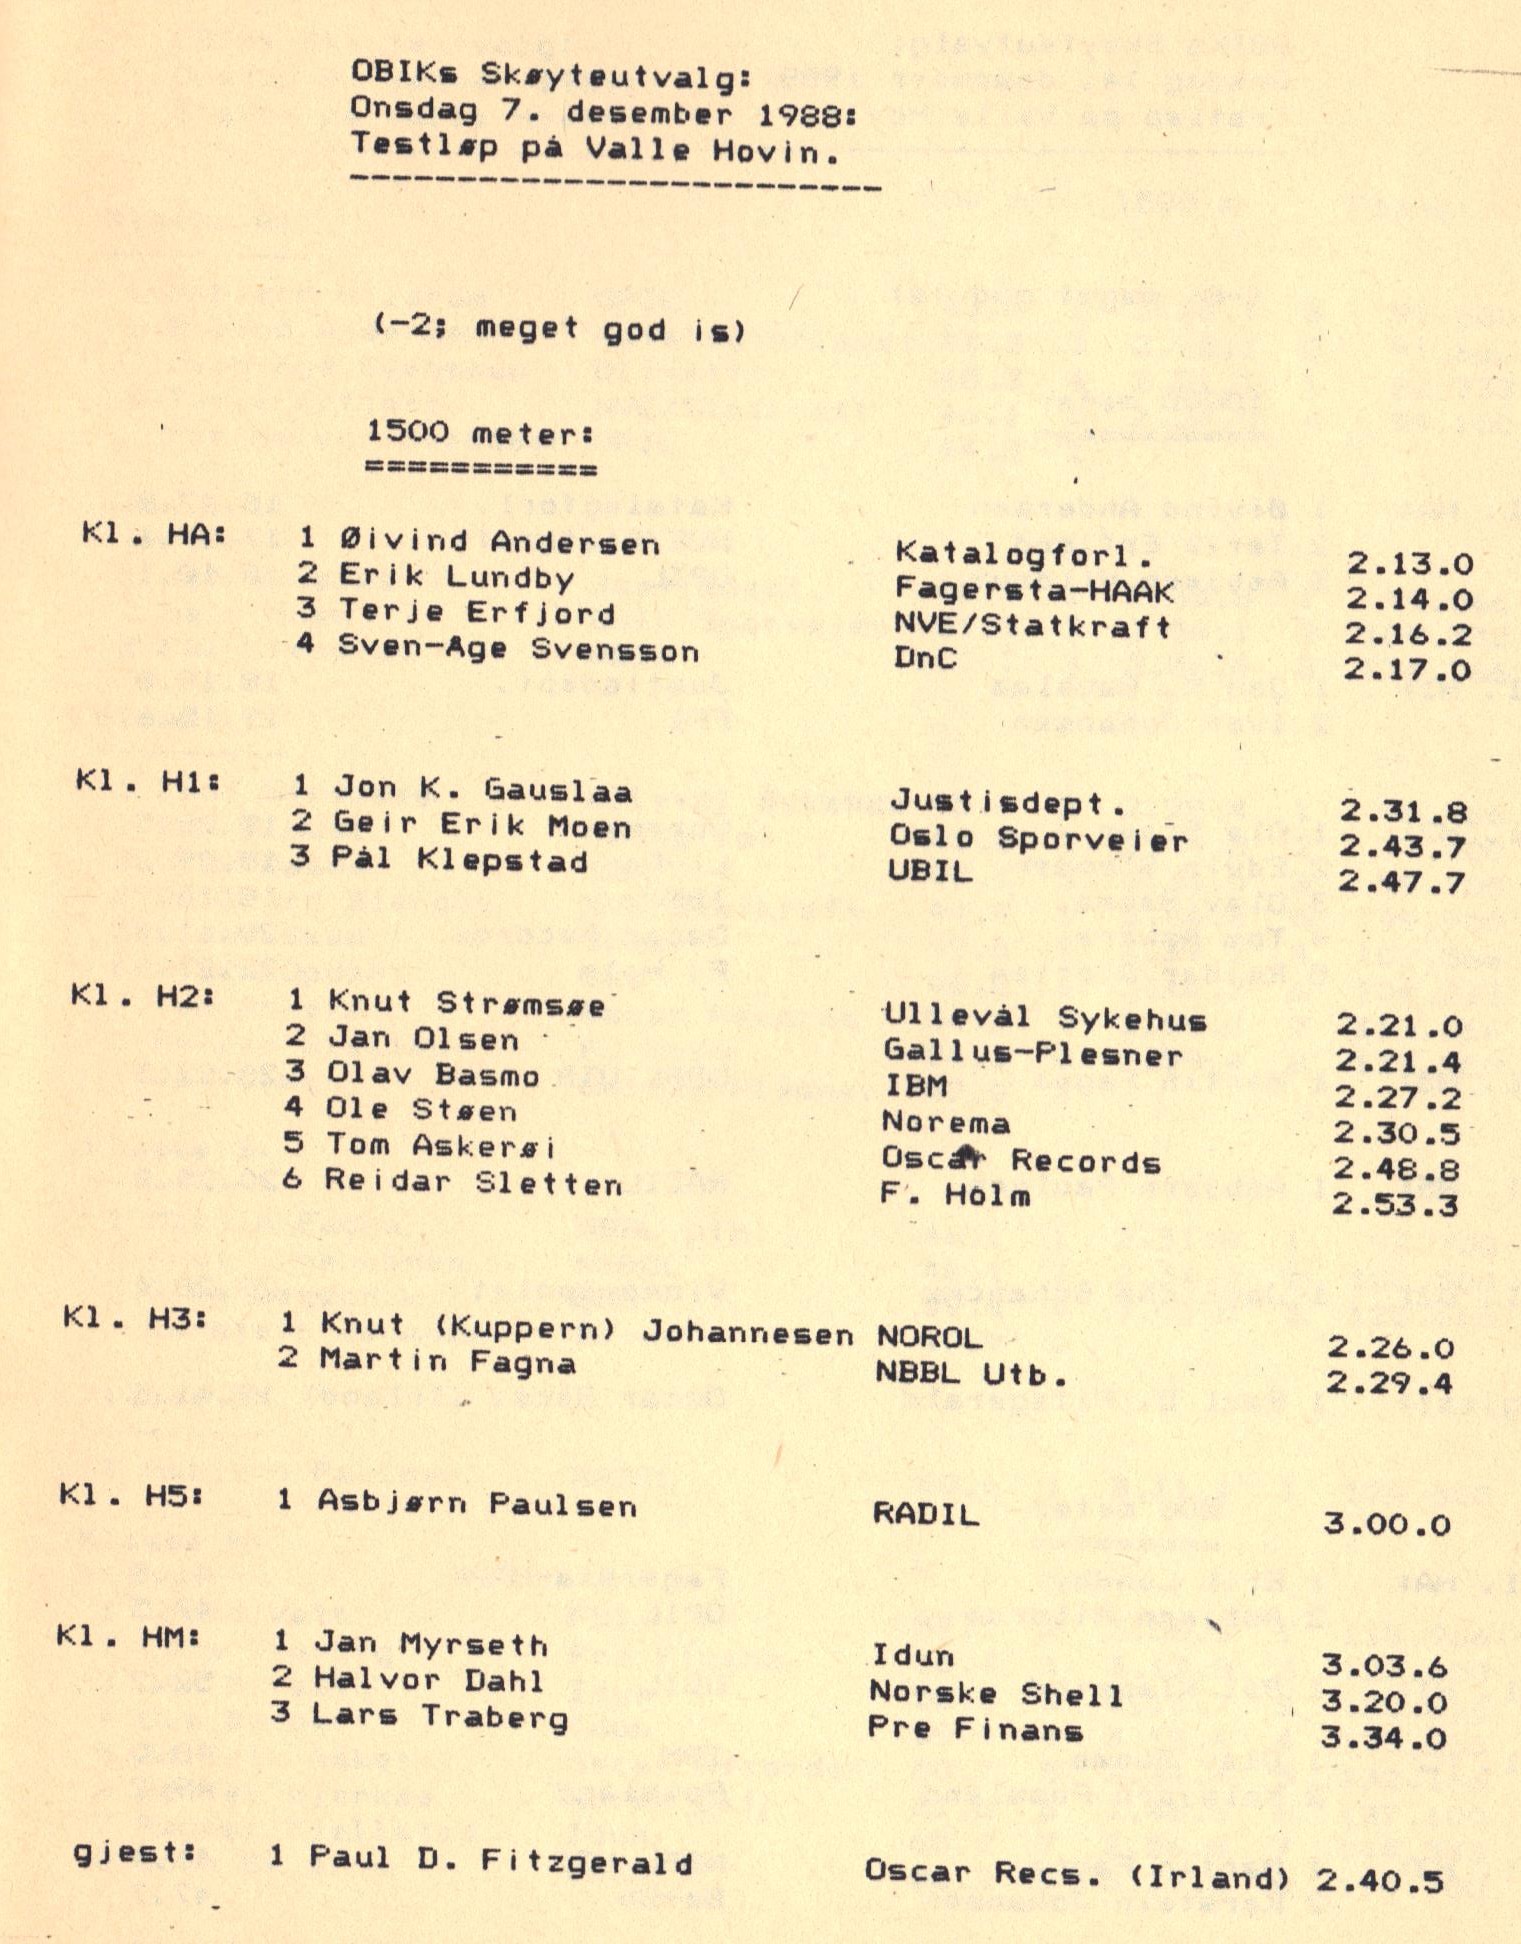 OBIKs Skøyteutvalg:
Onsdag 7. desember 1988:
Testløp på Valle Hovin.
-------------------------
(-2; meget god is)
1500 meter:
===========
Kl. HA: 1 Øivind Andersen Katalogforl. 2.13.0
2 Erik Lundby Fagersta-HAAK 2.14.0
3 Terje Erfjord NVE/Statkraft 2.16.2
4 Sven-Åge Svensson DnC 2.17.0
Kl. H1: 1 Jon K. Gauslaa Justisdept. 2.31.8
2 Geir Erik Moen Oslo Sporveier 2.43.7
3 Pål Klepstad UBIL 2.47.7
Kl. H2: 1 Knut Strømsøe Ullevål Sykehus 2.21.0
2 Jan Olsen Gallus-Plesner 2.21.4
3 Olav Basmo IBM 2.27.2
4 Ole Støen Norema 2.30.5
5 Tom Askerøi Oscar Records 2.48.8
6 Reidar Sletten F. Holm 2.53.3
Kl. H3: 1 Knut (Kuppern) Johannesen NOROL 2.26.0
2 Martin Fagna NBBL Utb. 2.29.4
Kl. H5: 1 Asbjørn Paulsen RADIL 3.00.0
Kl. HM: 1 Jan Myrseth Idun 3.03.6
2 Halvor Dahl Norske Shell 3.20.0
3 Lars Traberg Pre Finans 3.34.0
gjest: 1 Paul D. Fitzgerald Oscar Recs. (Irland) 2.40.5